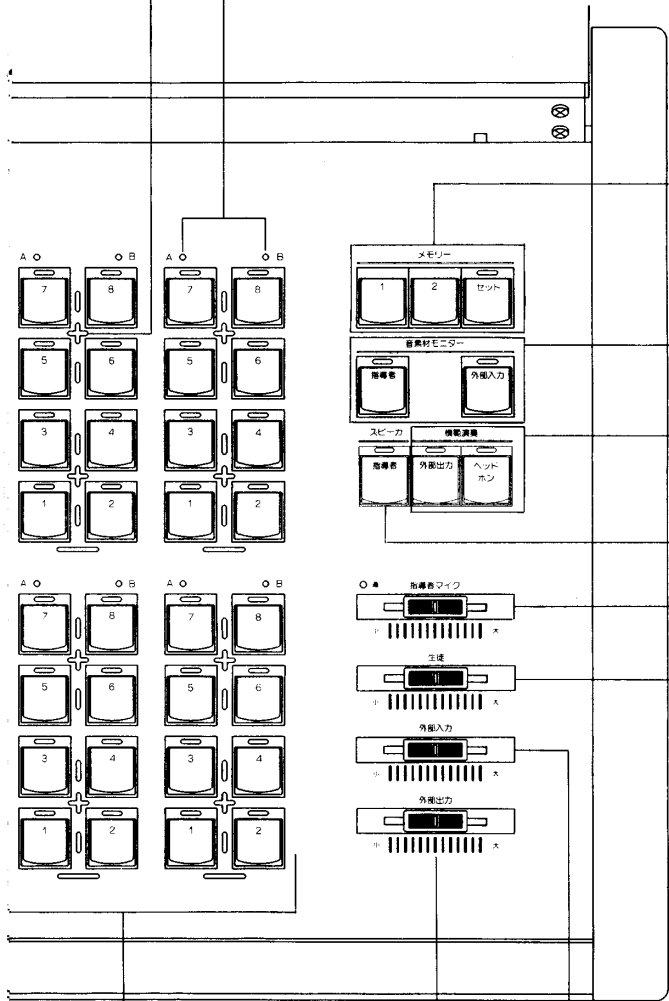 A B A B
7 8 7 8
5 6 5 6
3 4 3 4
1 2 1 2
メモリー
1 2 セット
音素材モニター
指導者 外部入力
スピーカ 模範演奏
指導者 外部出力 ヘッド
ホン
A B A B
7 8 7 8
5 6 5 6
3 4 3 4
1 2 1 2
指導者マイク
小 大
生徒
小 大
外部入力
小 大
外部出力
小 大